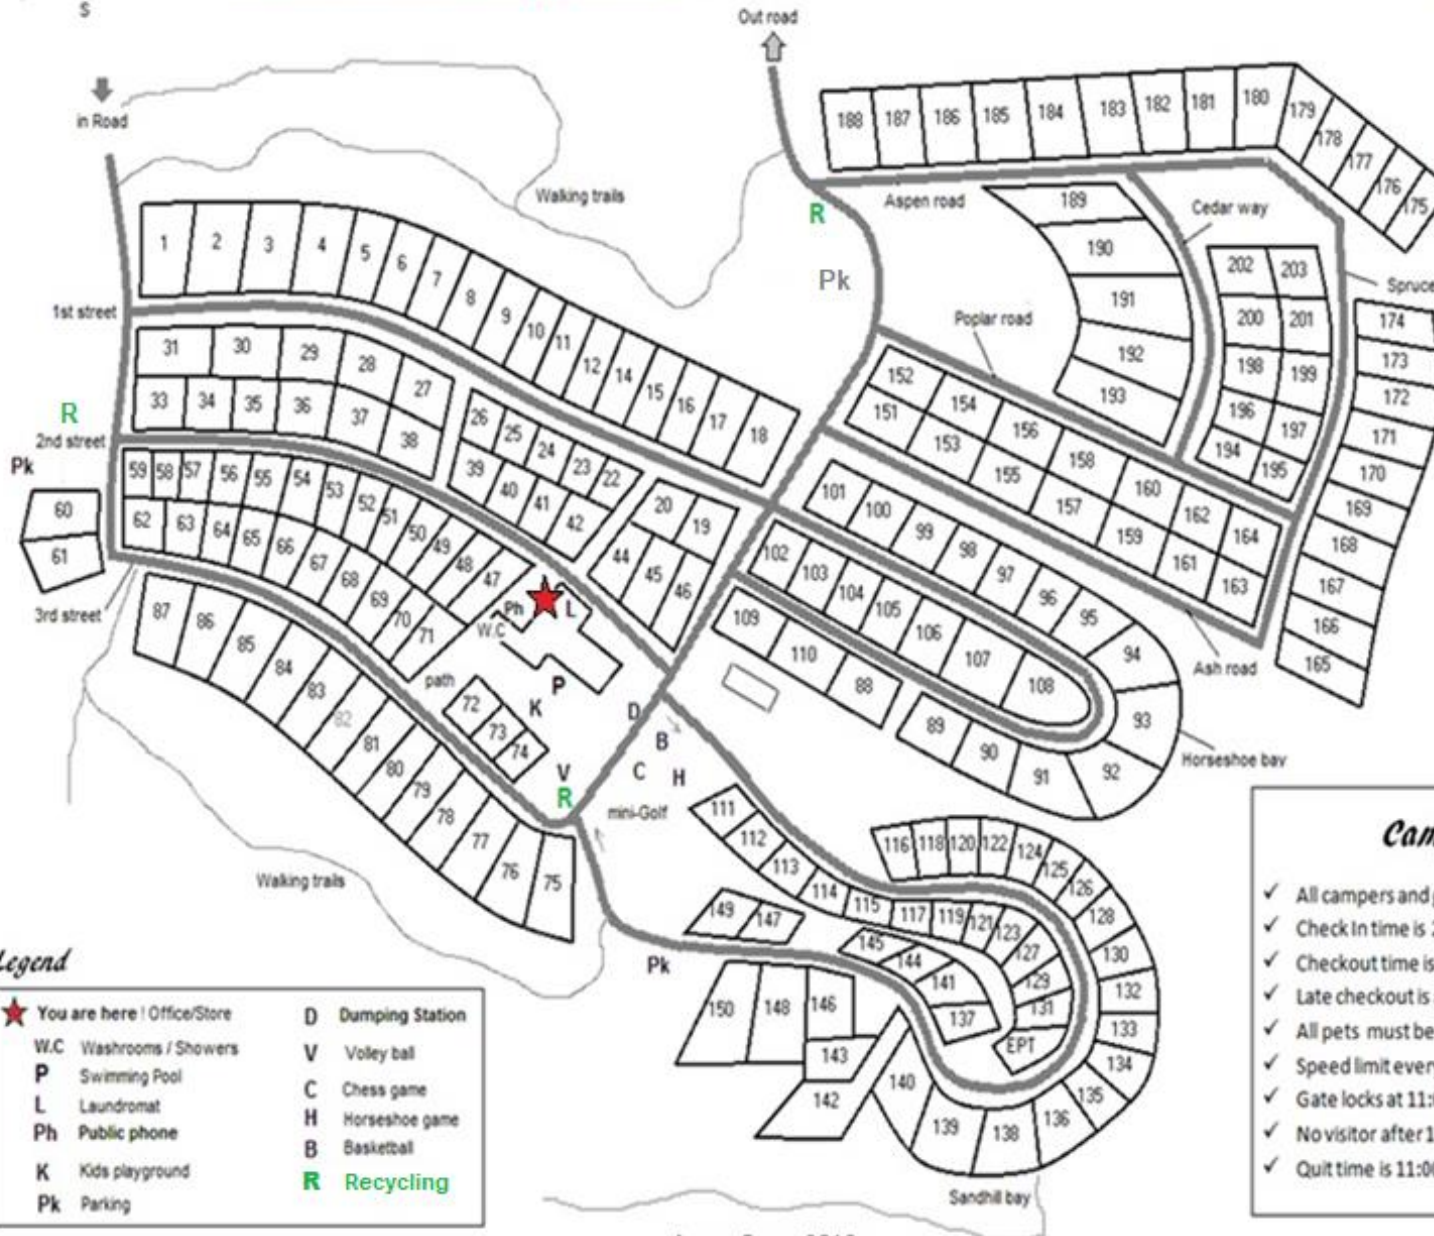 S
Out road
in Road
Walking trails
188 187 186 185 184 183 182 181 180 179 178 177 176 175
Aspen road
189
Cedar way
R
190
Pk
202 203
Spruce
1 2 3 4 5 6 7 8 9 10 11 12 14 15 16 17 18
191
1st street
Poplar road
200 201
174
192
198 199
173
31 30 29 28 27
152 154 156 158 160 162 164
193
196 197
172
33 34 35 36 37 38
151 153 155 157 159 161 163
194 195
171
R
2nd street
26 25 24 23 22
170
Pk
39 40 41 42
169
59 58 57 56 55 54 53 52 51 50 49 48 47
20 19
101 100 99 98 97 96 95 94 93 92 91 90 89
168
60
62 63 64 65 66 67 68 69 70 71
44 45 46
102 103 104 105 106 107 108
167
61
Ph
L
W.C
109 110 88
166
3rd street
165
Ash road
87 86 85 84 83 82 81 80 79 78 77 76 75
path
P
K
72 73 74
D
B
C
H
Horseshoe bay
V
R
mini-Golf
111 112 113 114 115 117 119 121 123 127 129 131
EPT
116 118 120 122 124 125 126 128 130 132 133 134 135 136 138 139 140
Walking trails
149 147
145 144 141 137
Pk
150 148 146
143
142
Sandhill bay
Legend
You are here ! Office/Store
W.C Washrooms / Showers
P Swimming Pool
L Laundromat
Ph Public phone
K Kids playground
Pk Parking
D Dumping Station
V Volley ball
C Chess game
H Horseshoe game
B Basketball
R Recycling
Cam
✓ All campers and
✓ Check In time is
✓ Checkout time is
✓ Late checkout is
✓ All pets must be
✓ Speed limit ever
✓ Gate locks at 11:
✓ No visitor after 1
✓ Quit time is 11:0